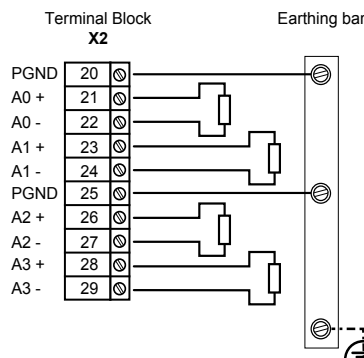 Terminal Block
X2
Earthing bar
PGND 20
A0 + 21
A0 - 22
A1 + 23
A1 - 24
PGND 25
A2 + 26
A2 - 27
A3 + 28
A3 - 29